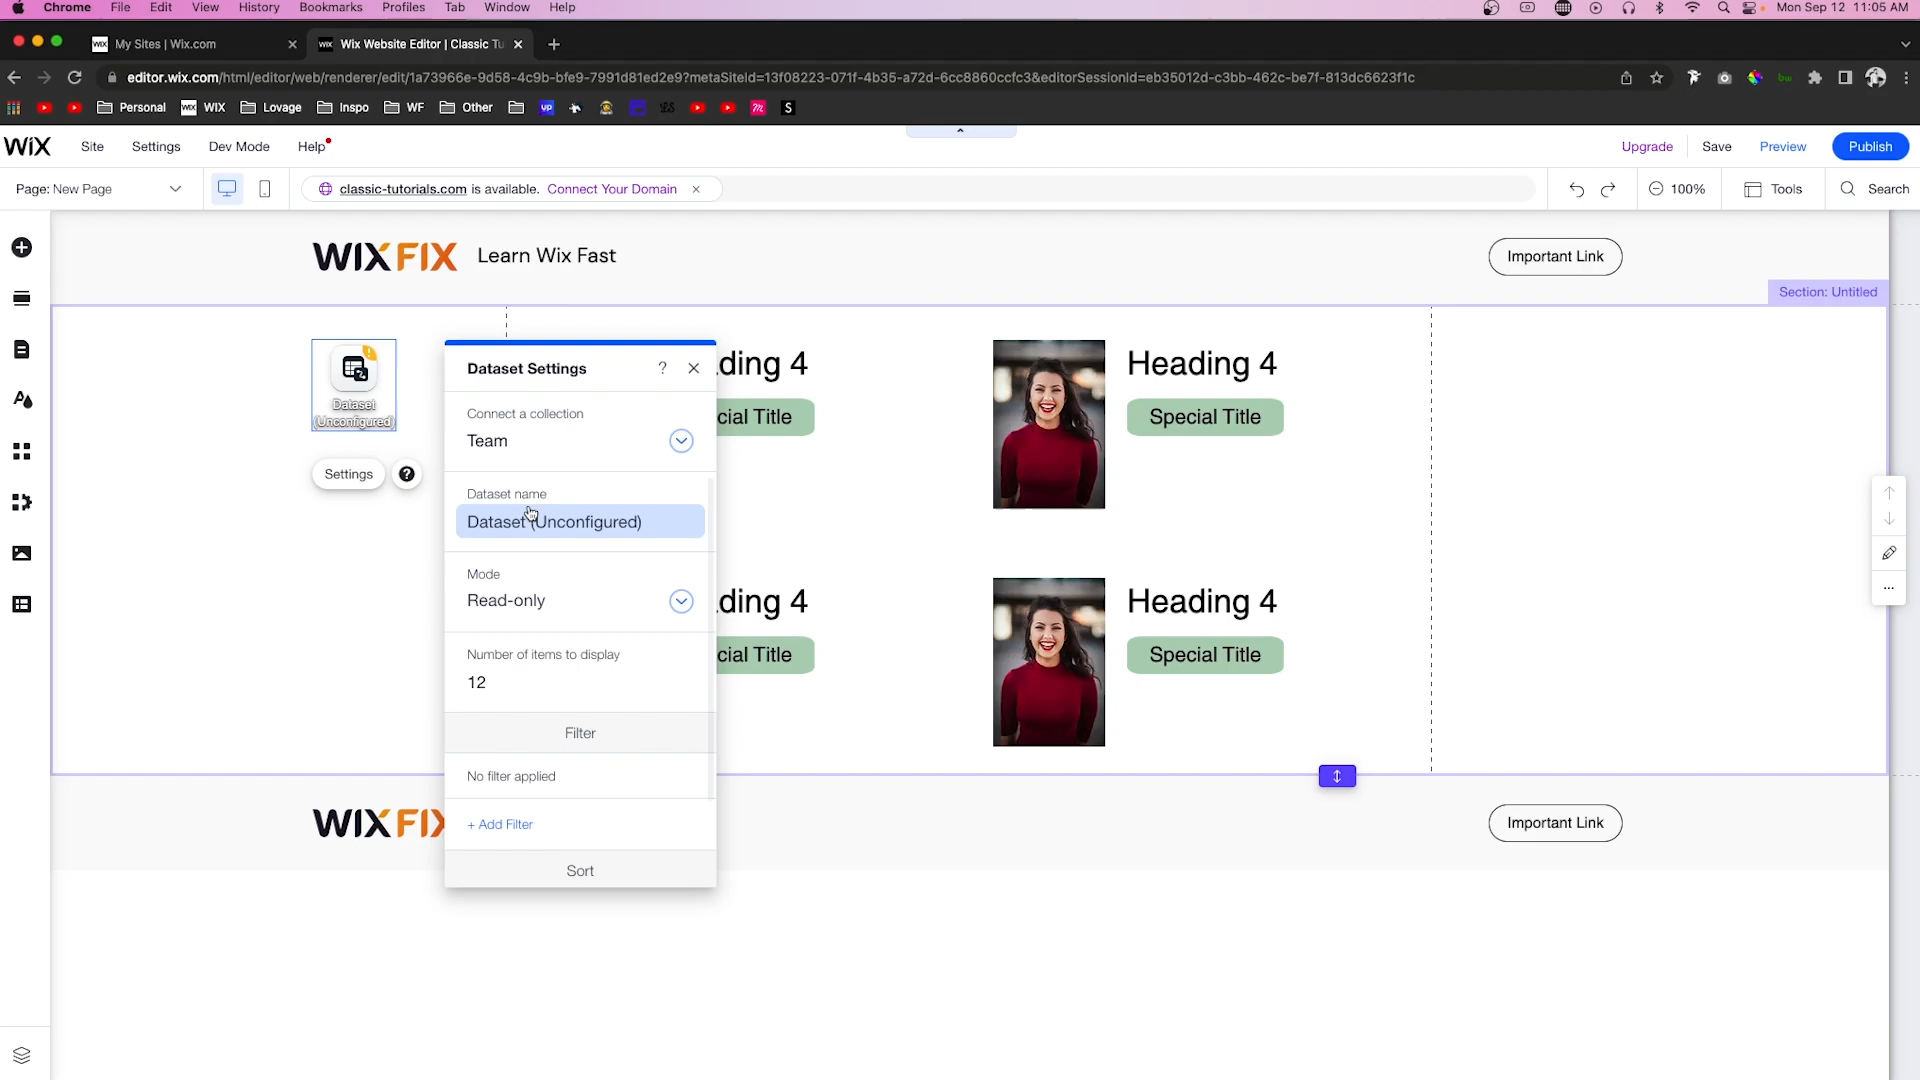 Chrome File Edit View History Bookmarks Profiles Tab Window Help
Mon Sep 12 11:05 AM
WIX My Sites | Wix.com
WIX Wix Website Editor | Classic Tu
editor.wix.com/html/editor/web/renderer/edit/1a73966e-9d58-4c9b-bfe9-7991d81ed2e9?metaSiteId=13f08223-071f-4b35-a72d-6cc8860ccfc3&editorSessionId=eb35012d-c3bb-462c-be7f-813dc6623f1c
Personal WIX WIX Lovage Inspo WF Other up m S
WiX Site Settings Dev Mode Help
Upgrade Save Preview Publish
Page: New Page
classic-tutorials.com is available. Connect Your Domain
100% Tools Search
WIXFIX Learn Wix Fast
Important Link
Section: Untitled
Dataset
(Unconfigured)
Settings ?
Dataset Settings ?
Connect a collection
Team
Dataset name
Dataset (Unconfigured)
Mode
Read-only
Number of items to display
12
Filter
No filter applied
+ Add Filter
Sort
ding 4
cial Title
Heading 4
Special Title
ding 4
cial Title
Heading 4
Special Title
WIXFIX
Important Link